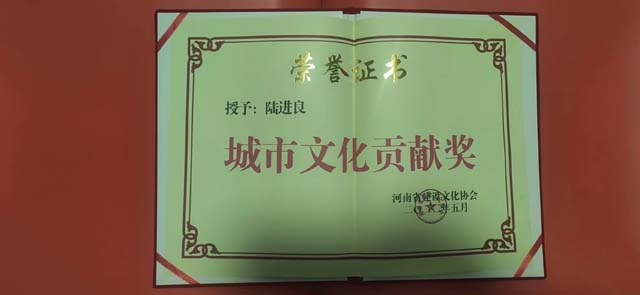 荣誉证书
授予：陆进良
城市文化贡献奖
河南省建设文化协会
年五月